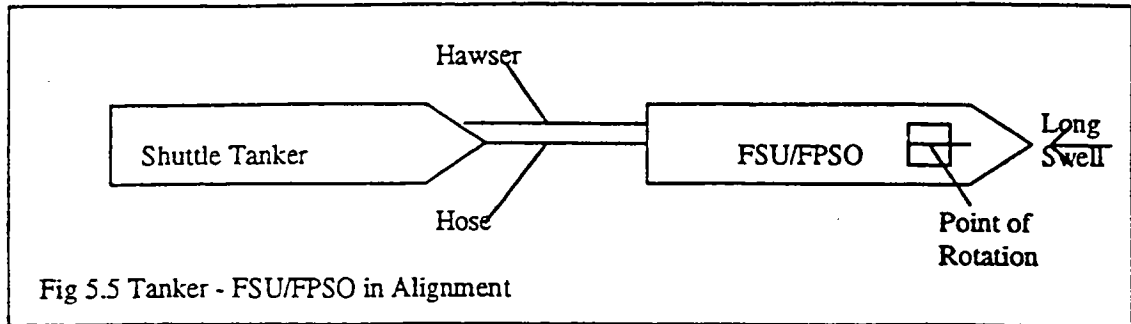 Hawser
Shuttle Tanker
FSU/FPSO
Long
Swell
Hose
Point of
Rotation
Fig 5.5 Tanker - FSU/FPSO in Alignment